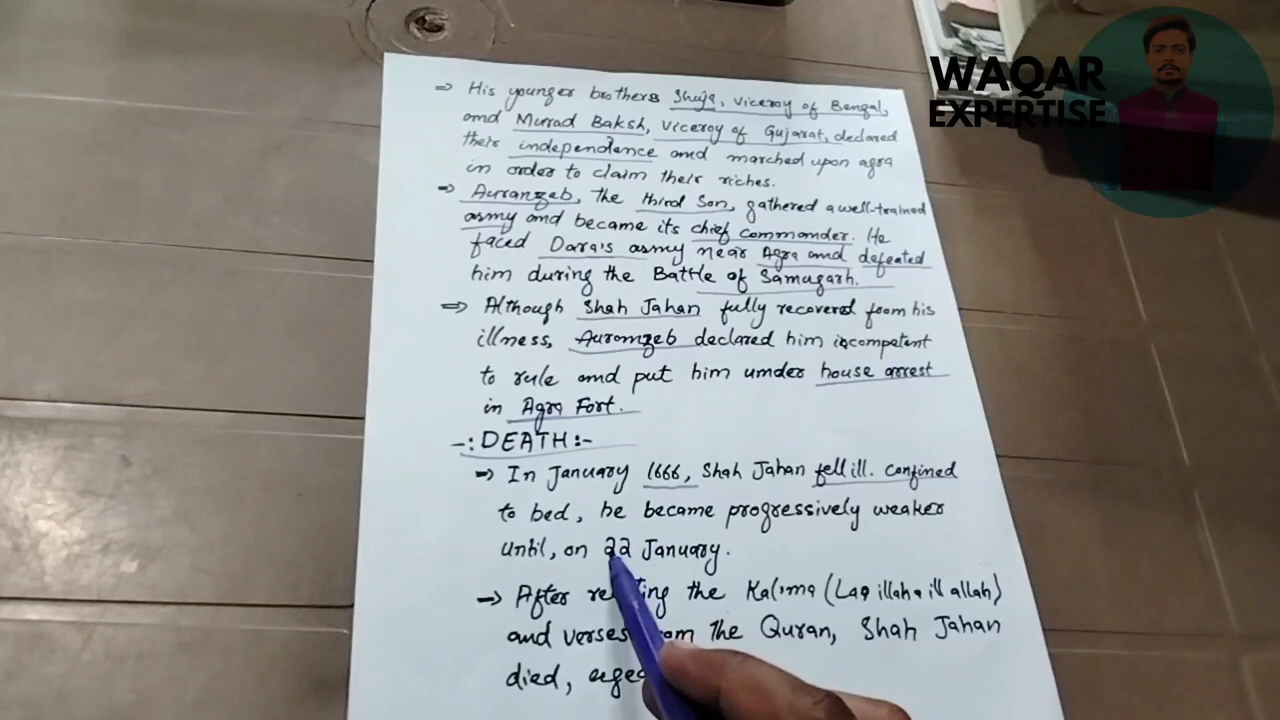 WAQAR
EXPERTISE
⇒ His younger brothers Shuja, Viceroy of Bengal,
and Murad Baksh, Viceroy of Gujarat, declared
their independence and marched upon agra
in order to claim their riches.
⇒ Auranzeb, the third Son, gathered a well-trained
army and became its chief commander. He
faced Dara's army near Agra and defeated
him during the Battle of Samugarh.
⇒ Although Shah Jahan fully recovered from his
illness, Auranzeb declared him incompetent
to rule and put him under house arrest
in Agra Fort.
-:DEATH:-
⇒ In January 1666, Shah Jahan fell ill. Confined
to bed, he became progressively weaker
until, on 22 January.
⇒ After the Kalima (Laa illaha ill allah)
and verses the Quran, Shah Jahan
died,